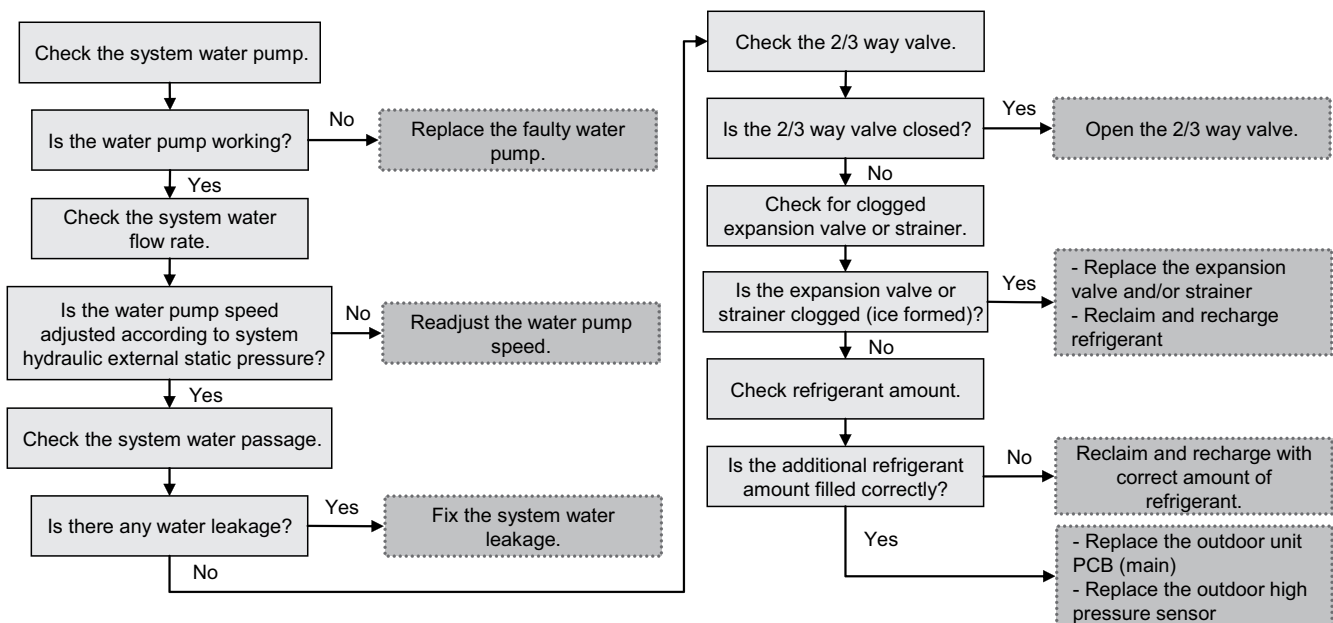 Check the system water pump.
Is the water pump working?
No
Replace the faulty water
pump.
Yes
Check the system water
flow rate.
Is the water pump speed
adjusted according to system
hydraulic external static pressure?
No
Readjust the water pump
speed.
Yes
Check the system water passage.
Is there any water leakage?
Yes
Fix the system water
leakage.
No
Check the 2/3 way valve.
Is the 2/3 way valve closed?
Yes
Open the 2/3 way valve.
No
Check for clogged
expansion valve or strainer.
Is the expansion valve or
strainer clogged (ice formed)?
Yes
- Replace the expansion
valve and/or strainer
- Reclaim and recharge
refrigerant
No
Check refrigerant amount.
Is the additional refrigerant
amount filled correctly?
No
Reclaim and recharge with
correct amount of
refrigerant.
Yes
- Replace the outdoor unit
PCB (main)
- Replace the outdoor high
pressure sensor